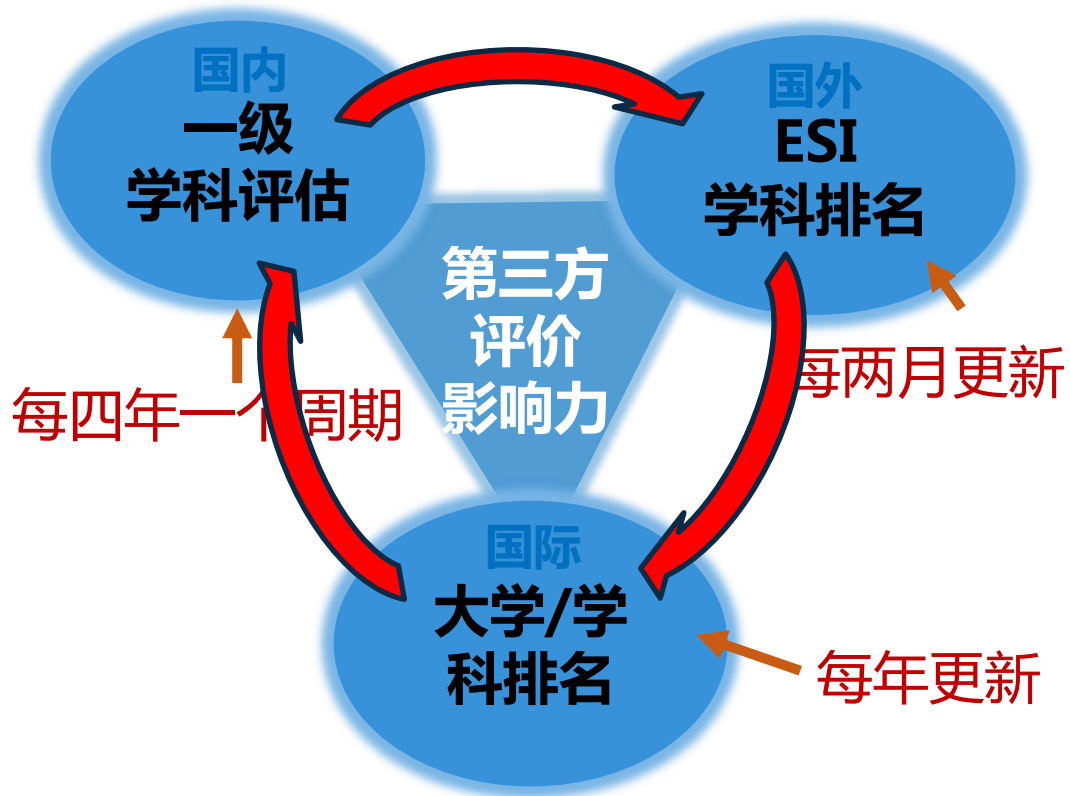 国内
一级
学科评估
国外
ESI
学科排名
第三方
评价
影响力
每两月更新
每四年一个周期
国际
大学/学
科排名
每年更新